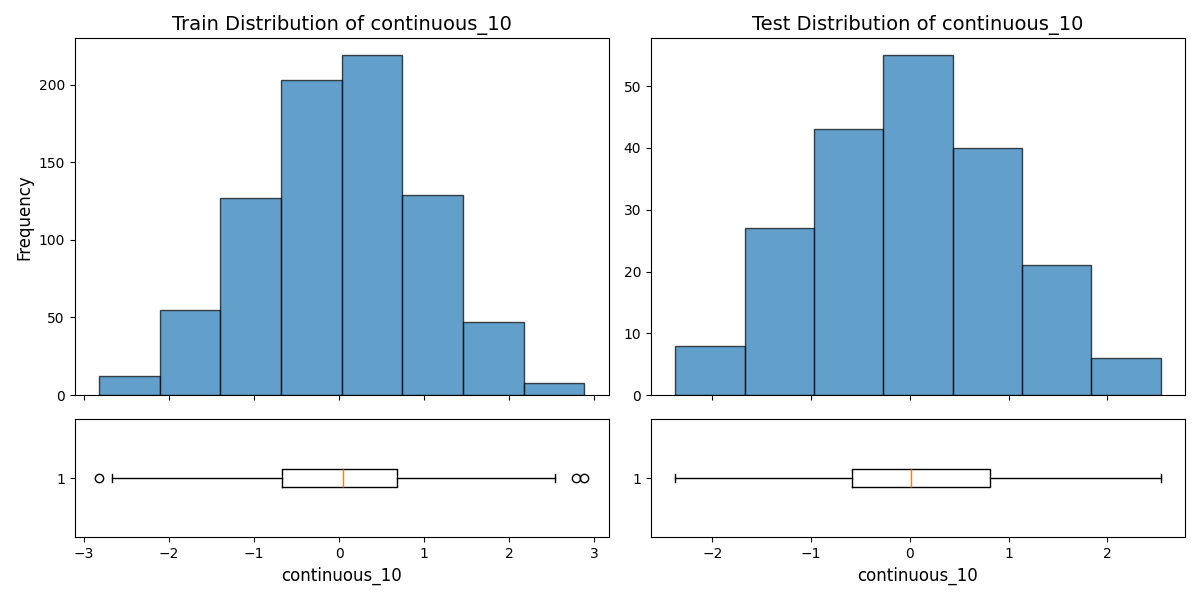 Train Distribution of continuous_10
Test Distribution of continuous_10
Frequency
200
150
100
50
0
50
40
30
20
10
0
1
1
−3 −2 −1 0 1 2 3
−2 −1 0 1 2
continuous_10
continuous_10